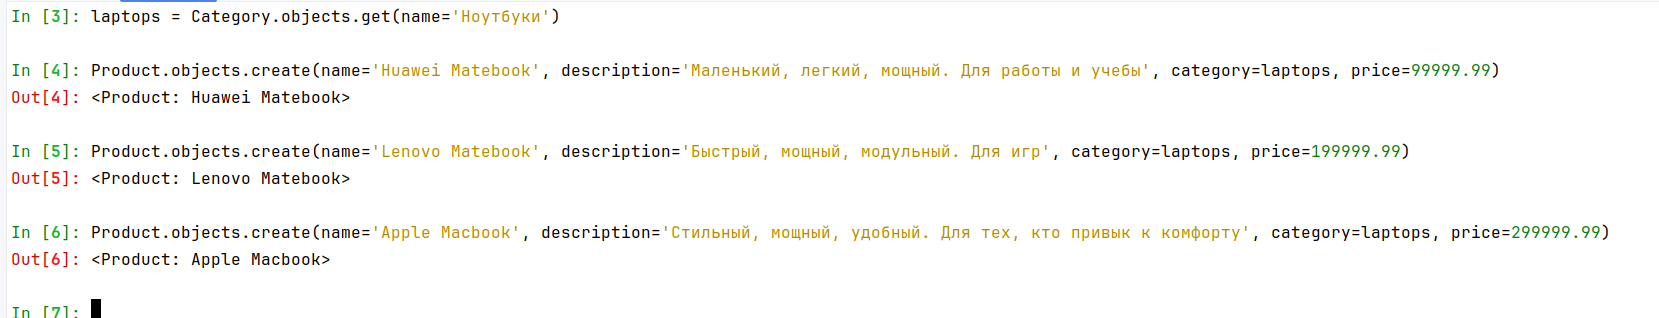 In [3]: laptops = Category.objects.get(name='Ноутбуки')
In [4]: Product.objects.create(name='Huawei Matebook', description='Маленький, легкий, мощный. Для работы и учебы', category=laptops, price=99999.99)
Out[4]: <Product: Huawei Matebook>
In [5]: Product.objects.create(name='Lenovo Matebook', description='Быстрый, мощный, модульный. Для игр', category=laptops, price=199999.99)
Out[5]: <Product: Lenovo Matebook>
In [6]: Product.objects.create(name='Apple Macbook', description='Стильный, мощный, удобный. Для тех, кто привык к комфорту', category=laptops, price=299999.99)
Out[6]: <Product: Apple Macbook>
In [7]: